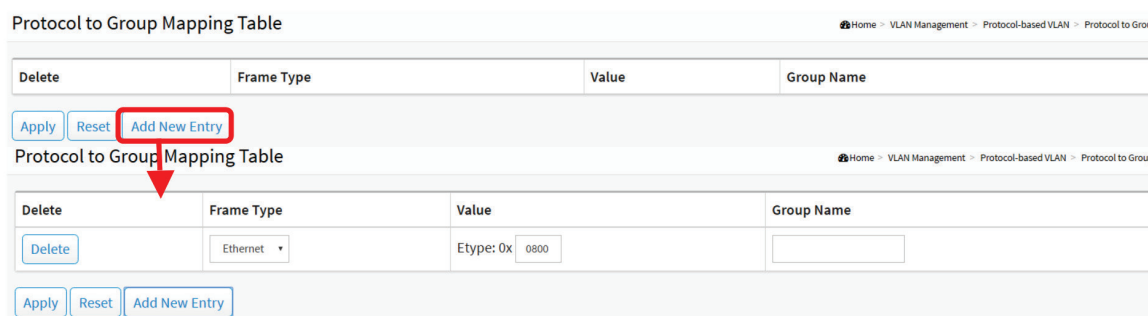 Protocol to Group Mapping Table Home > VLAN Management > Protocol-based VLAN > Protocol to Grou
Delete Frame Type Value Group Name
Apply Reset Add New Entry
Protocol to Group Mapping Table Home > VLAN Management > Protocol-based VLAN > Protocol to Grou
Delete Frame Type Value Group Name
Delete Ethernet Etype: 0x 0800
Apply Reset Add New Entry